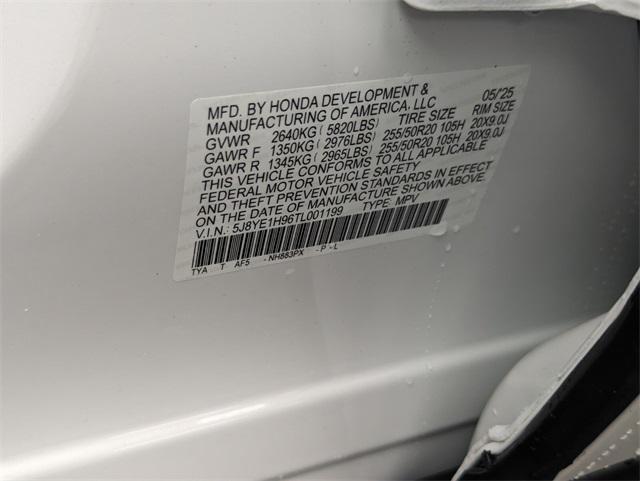 MFD. BY HONDA DEVELOPMENT & 05/'25
MANUFACTURING OF AMERICA, LLC RIM SIZE
GVWR 2640KG ( 5820LBS) TIRE SIZE
GAWR F 1350KG ( 2976LBS) 255/50R20 105H 20X9.0J
GAWR R 1345KG ( 2965LBS) 255/50R20 105H 20X9.0J
THIS VEHICLE CONFORMS TO ALL APPLICABLE
FEDERAL MOTOR VEHICLE SAFETY
AND THEFT PREVENTION STANDARDS IN EFFECT
ON THE DATE OF MANUFACTURE SHOWN ABOVE.
V.I.N.: 5J8YE1H96TL001199 TYPE: MPV
TYA T AF5 -NH883PX -P-L